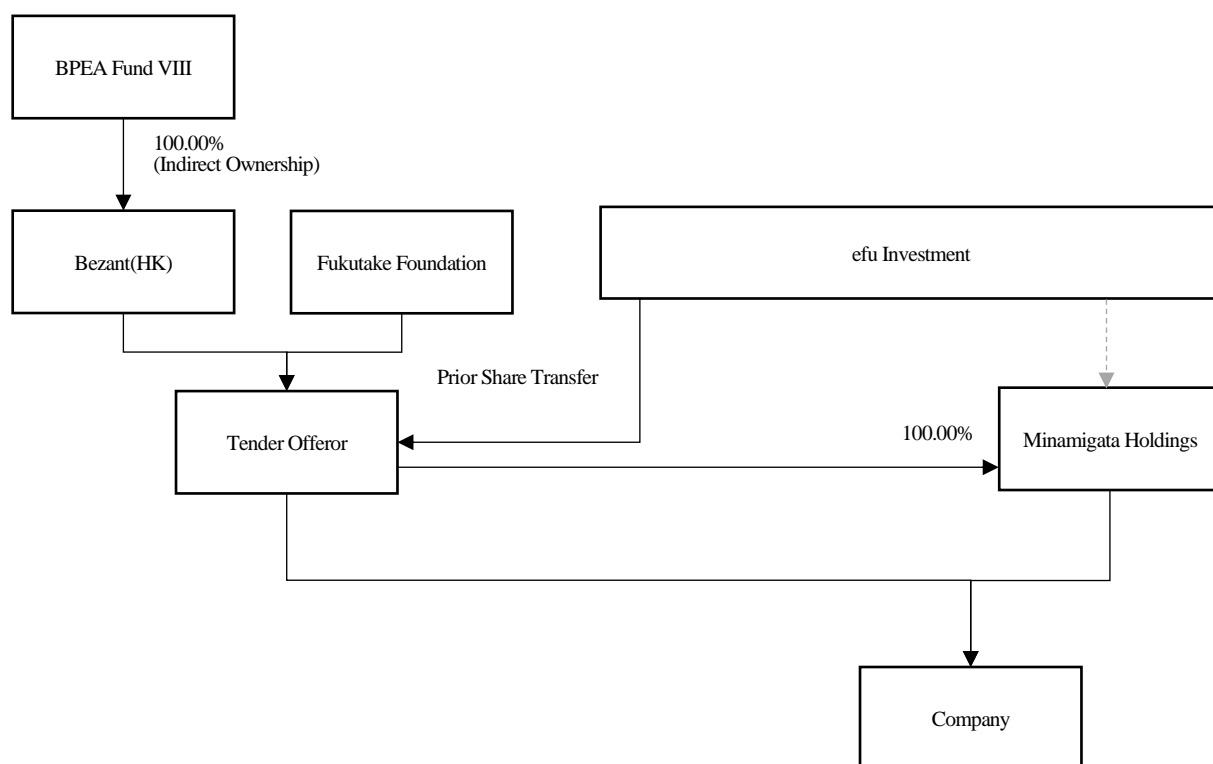 BPEA Fund VIII
100.00%
(Indirect Ownership)
Bezant(HK)
Fukutake Foundation
efu Investment
Prior Share Transfer
Tender Offeror
100.00%
Minamigata Holdings
Company